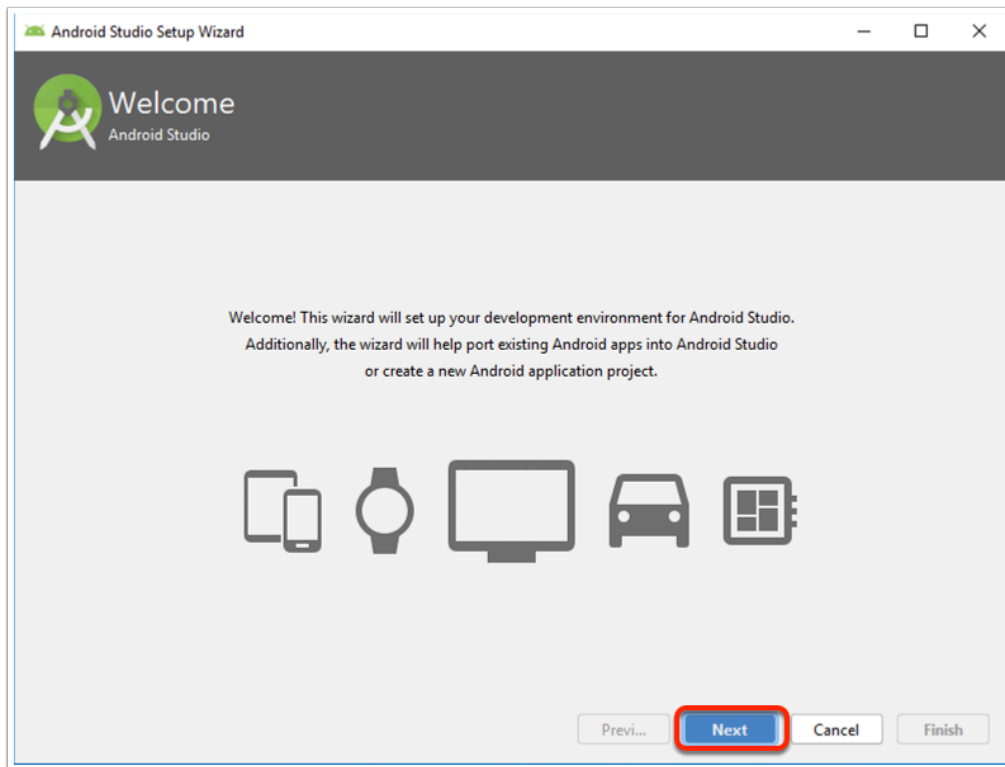 Android Studio Setup Wizard
Welcome
Android Studio
Welcome! This wizard will set up your development environment for Android Studio.
Additionally, the wizard will help port existing Android apps into Android Studio
or create a new Android application project.
Previ... Next Cancel Finish